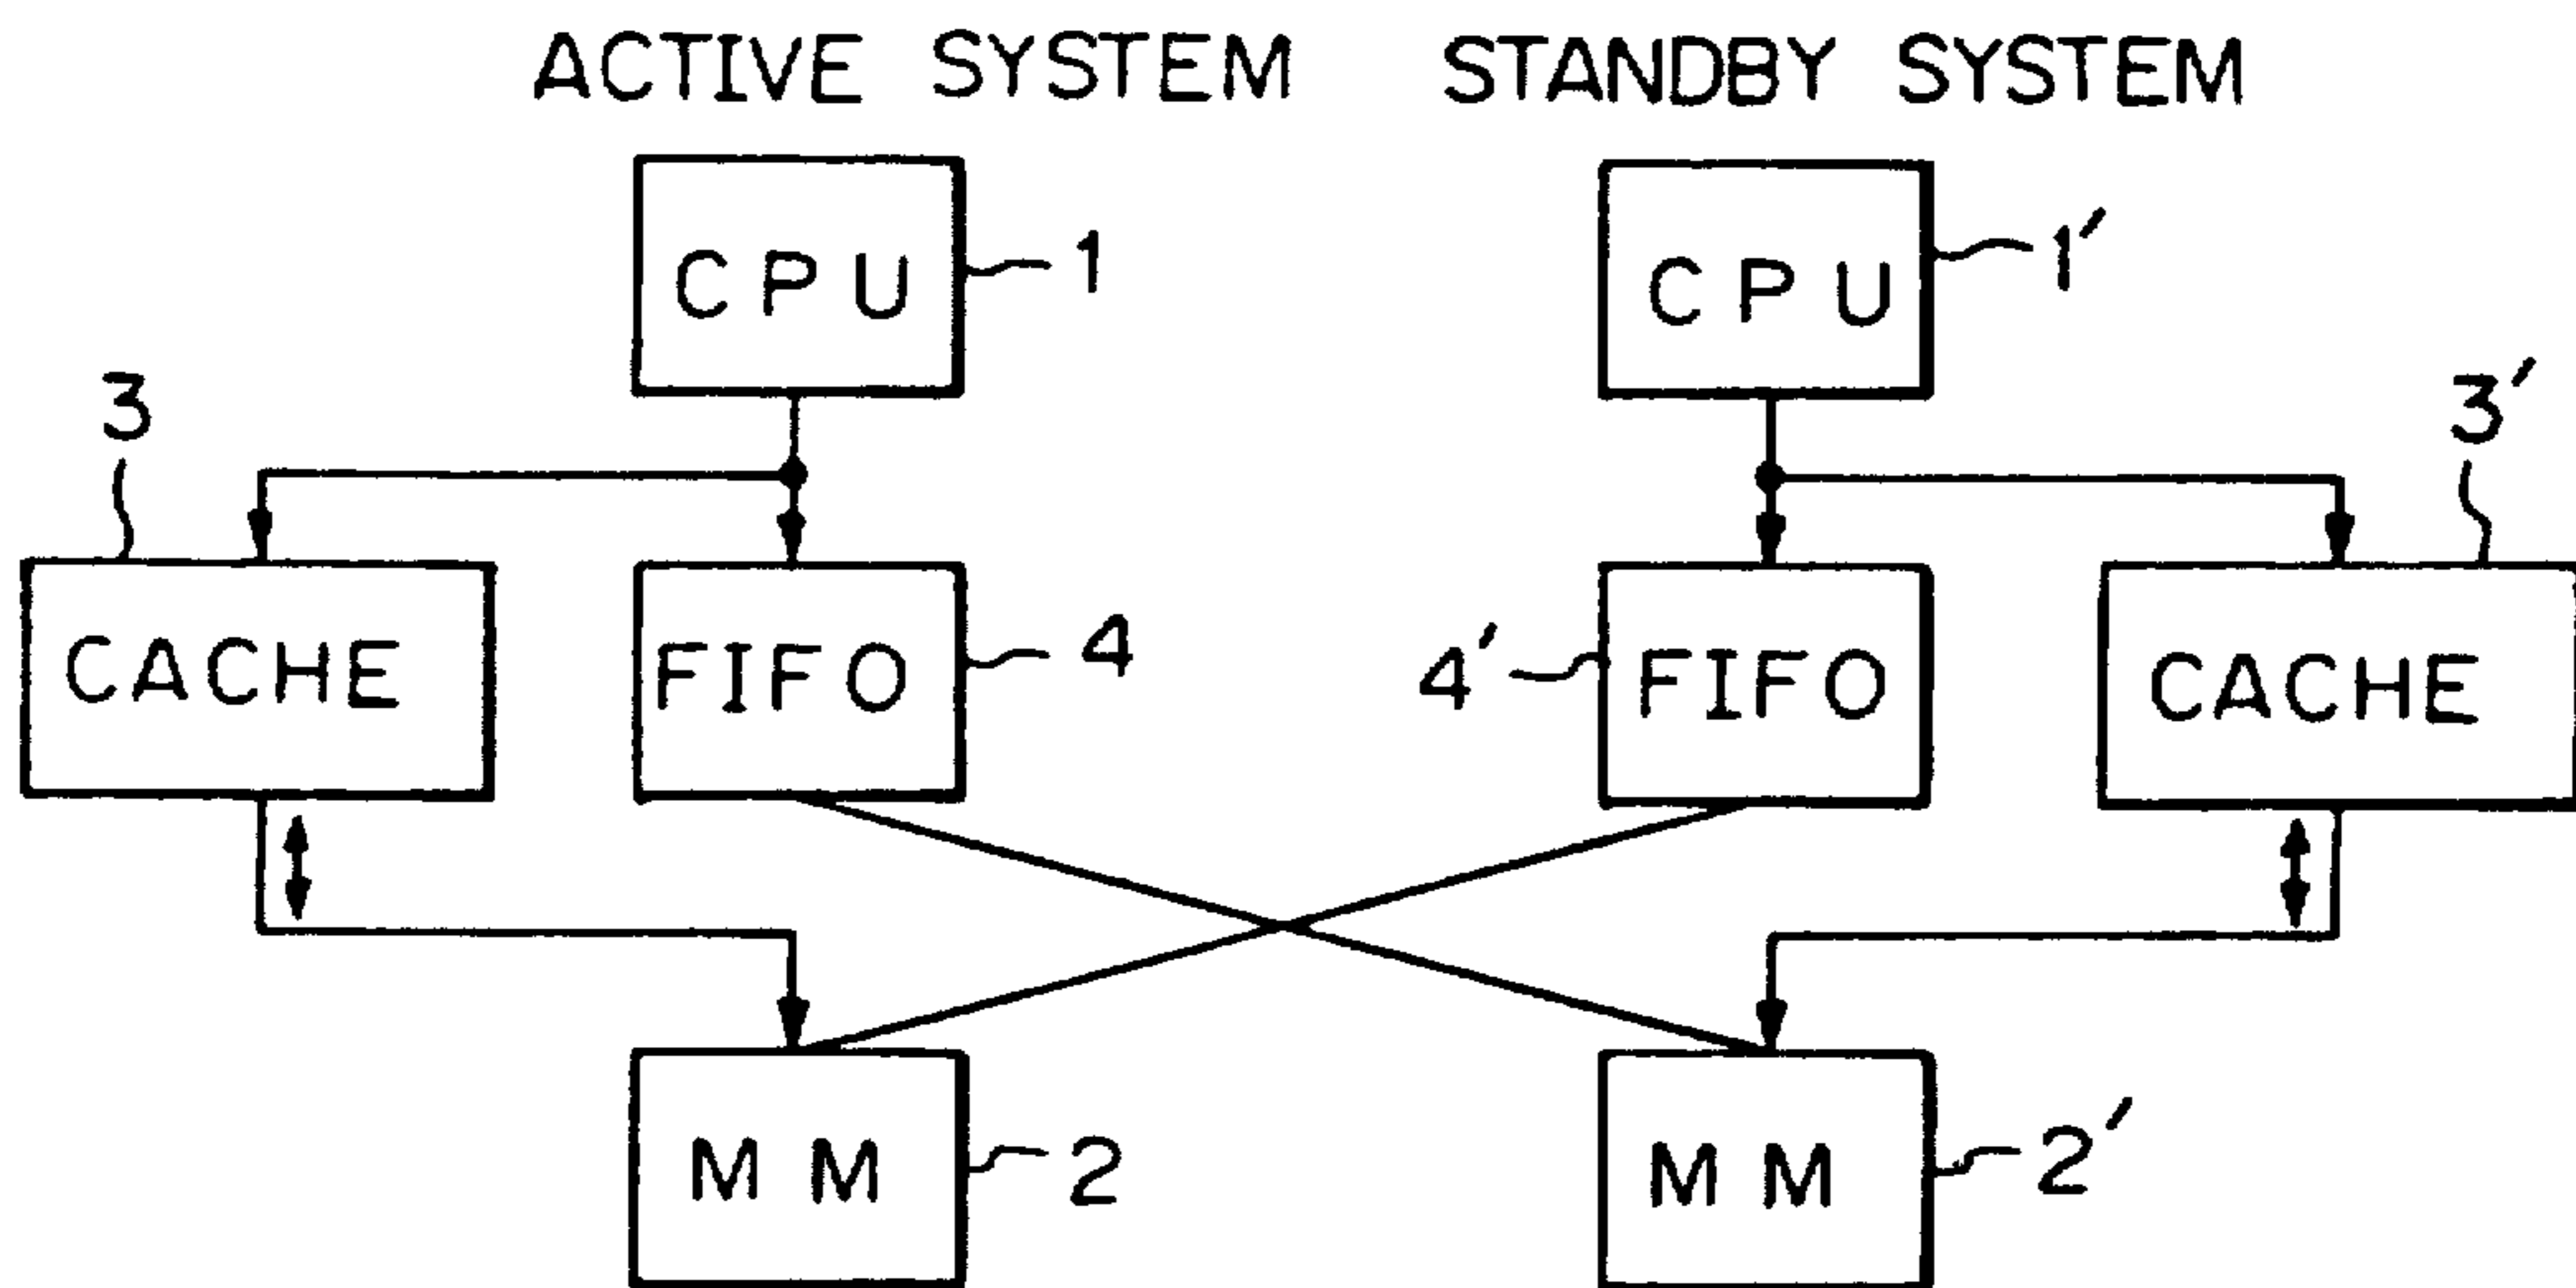 ACTIVE SYSTEM
STANDBY SYSTEM
CPU
1
CPU
1'
3
3'
CACHE
FIFO
4
4'
FIFO
CACHE
MM
2
MM
2'